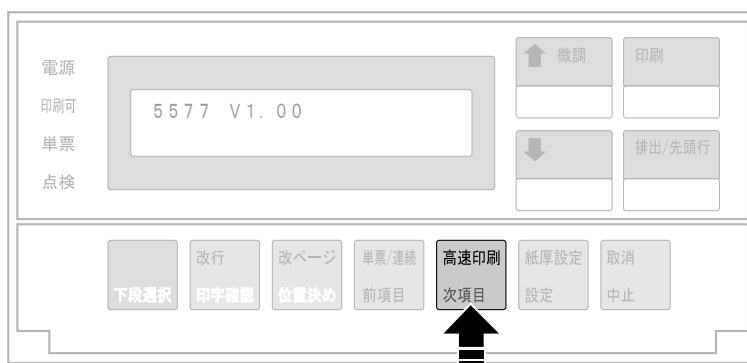 電源
印刷可
単票
点検
5577 V1.00
微調
印刷
排出/先頭行
下段選択
改行
印字確認
改ページ
位置決め
単票/連続
前項目
高速印刷
次項目
紙厚設定
設定
取消
中止